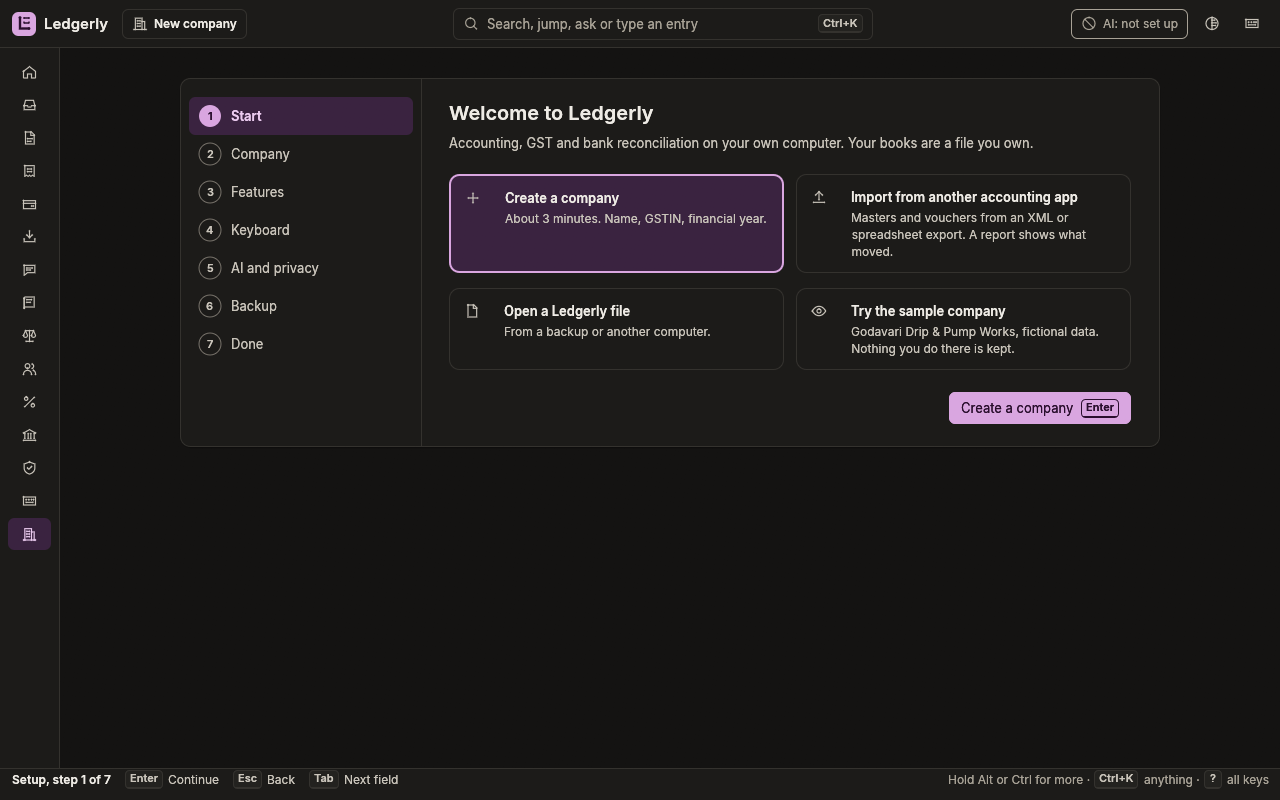 Ledgerly
New company
Search, jump, ask or type an entry
Ctrl+K
AI: not set up
1 Start
2 Company
3 Features
4 Keyboard
5 AI and privacy
6 Backup
7 Done
Welcome to Ledgerly
Accounting, GST and bank reconciliation on your own computer. Your books are a file you own.
Create a company
About 3 minutes. Name, GSTIN, financial year.
Import from another accounting app
Masters and vouchers from an XML or
spreadsheet export. A report shows what
moved.
Open a Ledgerly file
From a backup or another computer.
Try the sample company
Godavari Drip & Pump Works, fictional data.
Nothing you do there is kept.
Create a company Enter
Setup, step 1 of 7 Enter Continue Esc Back Tab Next field
Hold Alt or Ctrl for more · Ctrl+K anything · ? all keys